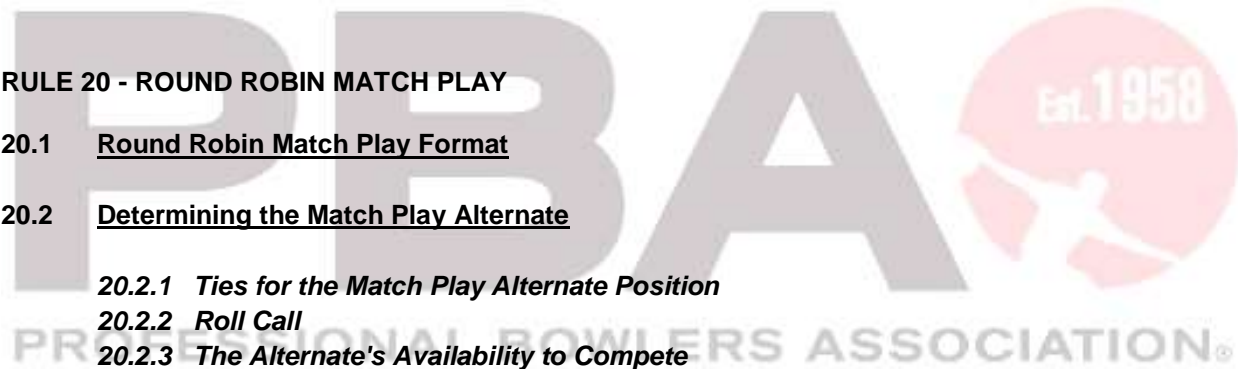 PBA
Est. 1958
RULE 20 - ROUND ROBIN MATCH PLAY
20.1 Round Robin Match Play Format
20.2 Determining the Match Play Alternate
20.2.1 Ties for the Match Play Alternate Position
20.2.2 Roll Call
20.2.3 The Alternate's Availability to Compete
PROFESSIONAL BOWLERS ASSOCIATION®